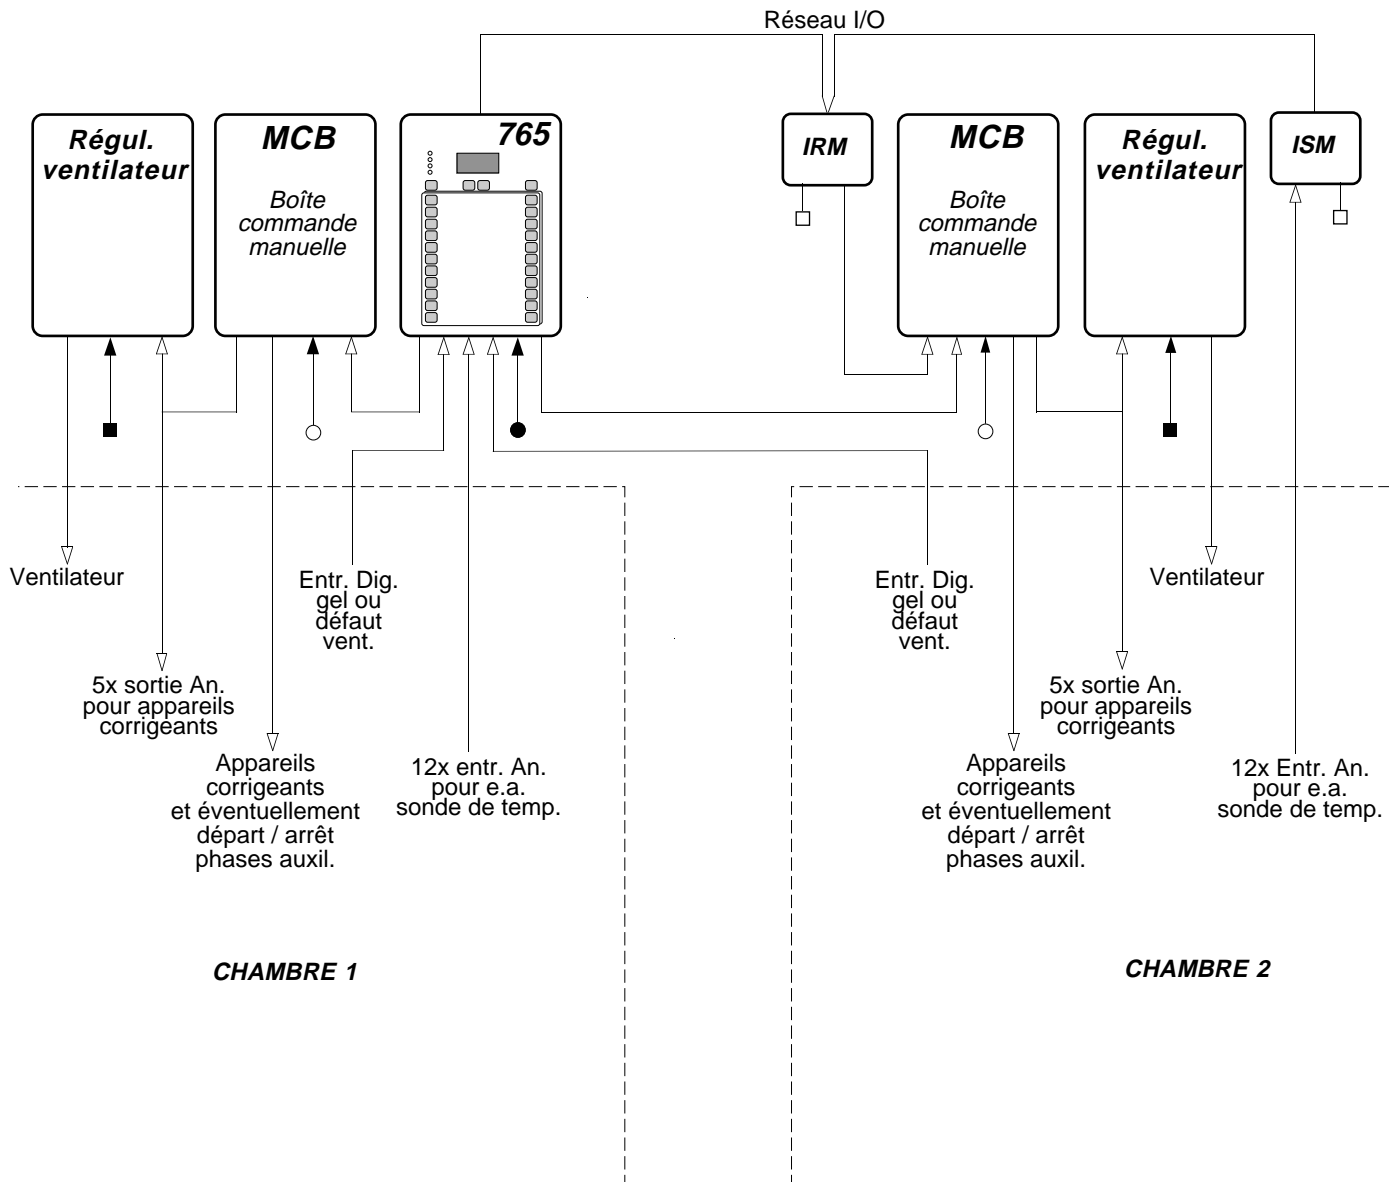 Réseau I/O
Régul.
ventilateur
MCB
Boîte
commande
manuelle
765
IRM
MCB
Boîte
commande
manuelle
Régul.
ventilateur
ISM
Ventilateur
Entr. Dig.
gel ou
défaut
vent.
5x sortie An.
pour appareils
corrigeants
Appareils
corrigeants
et éventuellement
départ / arrêt
phases auxil.
12x entr. An.
pour e.a.
sonde de temp.
Entr. Dig.
gel ou
défaut
vent.
Ventilateur
5x sortie An.
pour appareils
corrigeants
Appareils
corrigeants
et éventuellement
départ / arrêt
phases auxil.
12x Entr. An.
pour e.a.
sonde de temp.
CHAMBRE 1
CHAMBRE 2